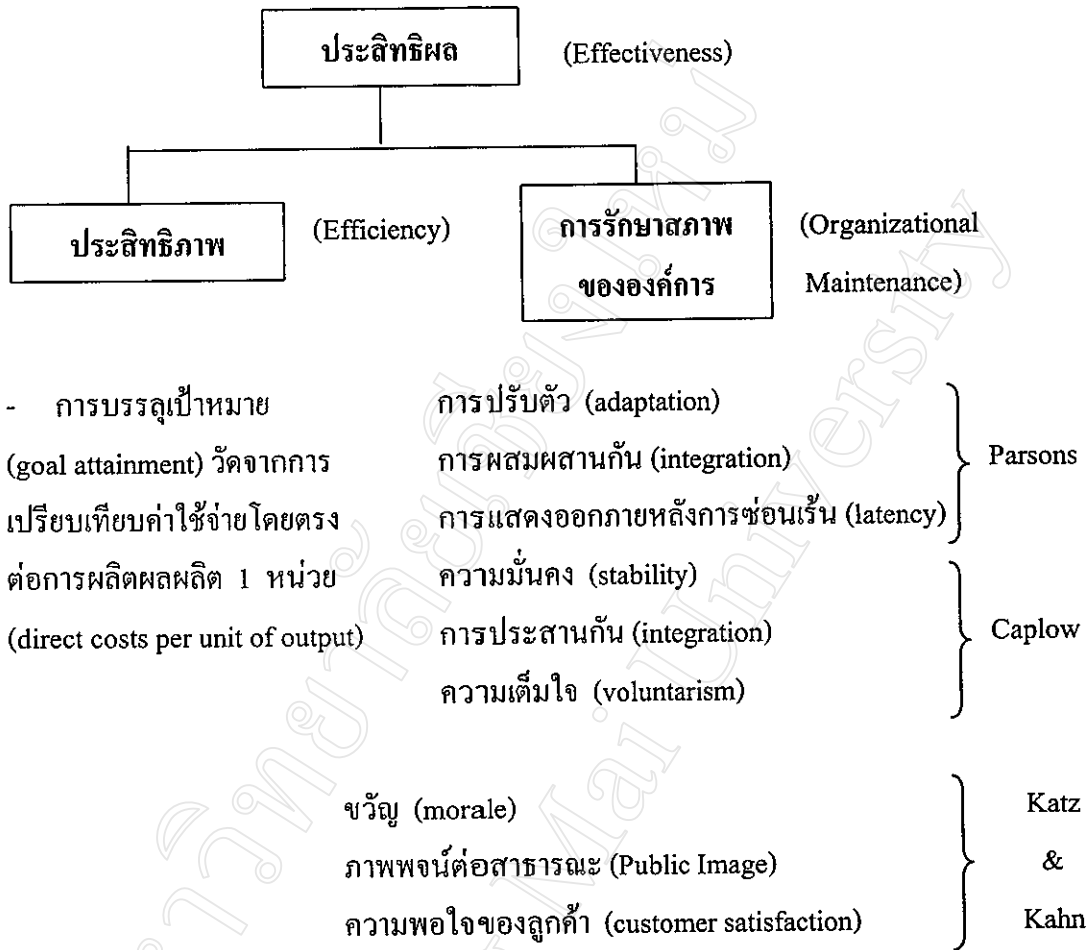 ประสิทธิผล (Effectiveness)
ประสิทธิภาพ (Efficiency)
การรักษาสภาพ
ขององค์การ
(Organizational
Maintenance)
- การบรรลุเป้าหมาย
(goal attainment) วัดจากการ
เปรียบเทียบค่าใช้จ่ายโดยตรง
ต่อการผลิตผลผลิต 1 หน่วย
(direct costs per unit of output)
การปรับตัว (adaptation)
การผสมผสานกัน (integration)
การแสดงออกภายหลังการซ่อนเร้น (latency)
Parsons
ความมั่นคง (stability)
การประสานกัน (integration)
ความเต็มใจ (voluntarism)
Caplow
ขวัญ (morale)
ภาพพจน์ต่อสาธารณะ (Public Image)
ความพอใจของลูกค้า (customer satisfaction)
Katz
&
Kahn